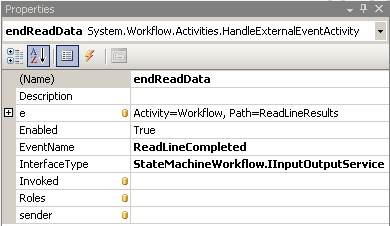 Properties
endReadData System.Workflow.Activities.HandleExternalEventActivity
(Name) endReadData
Description
e Activity=Workflow, Path=ReadLineResults
Enabled True
EventName ReadLineCompleted
InterfaceType StateMachineWorkflow.IInputOutputService
Invoked
Roles
sender